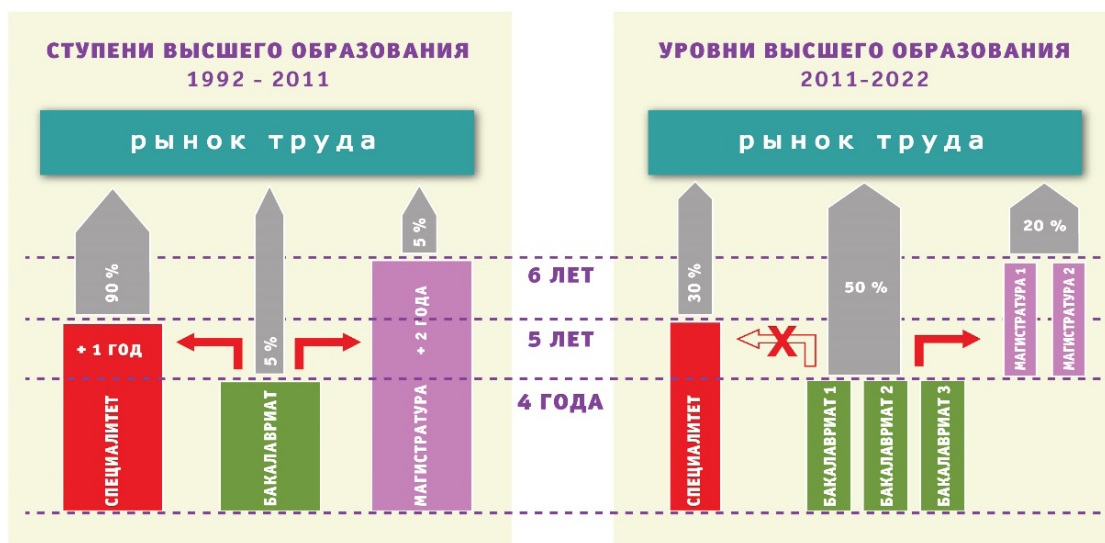 СТУПЕНИ ВЫСШЕГО ОБРАЗОВАНИЯ
1992 - 2011
рынок труда
90 %
5 %
5 %
+ 1 ГОД
СПЕЦИАЛИТЕТ
БАКАЛАВРИАТ
МАГИСТРАТУРА + 2 ГОДА
6 ЛЕТ
5 ЛЕТ
4 ГОДА
УРОВНИ ВЫСШЕГО ОБРАЗОВАНИЯ
2011-2022
рынок труда
30 %
50 %
20 %
X
СПЕЦИАЛИТЕТ
БАКАЛАВРИАТ 1
БАКАЛАВРИАТ 2
БАКАЛАВРИАТ 3
МАГИСТРАТУРА 1
МАГИСТРАТУРА 2